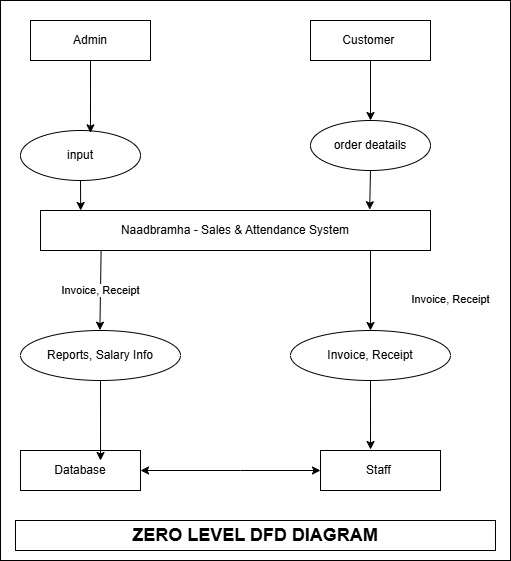 Admin
Customer
input
order deatails
Naadbramha - Sales & Attendance System
Invoice, Receipt
Invoice, Receipt
Reports, Salary Info
Invoice, Receipt
Database
Staff
ZERO LEVEL DFD DIAGRAM